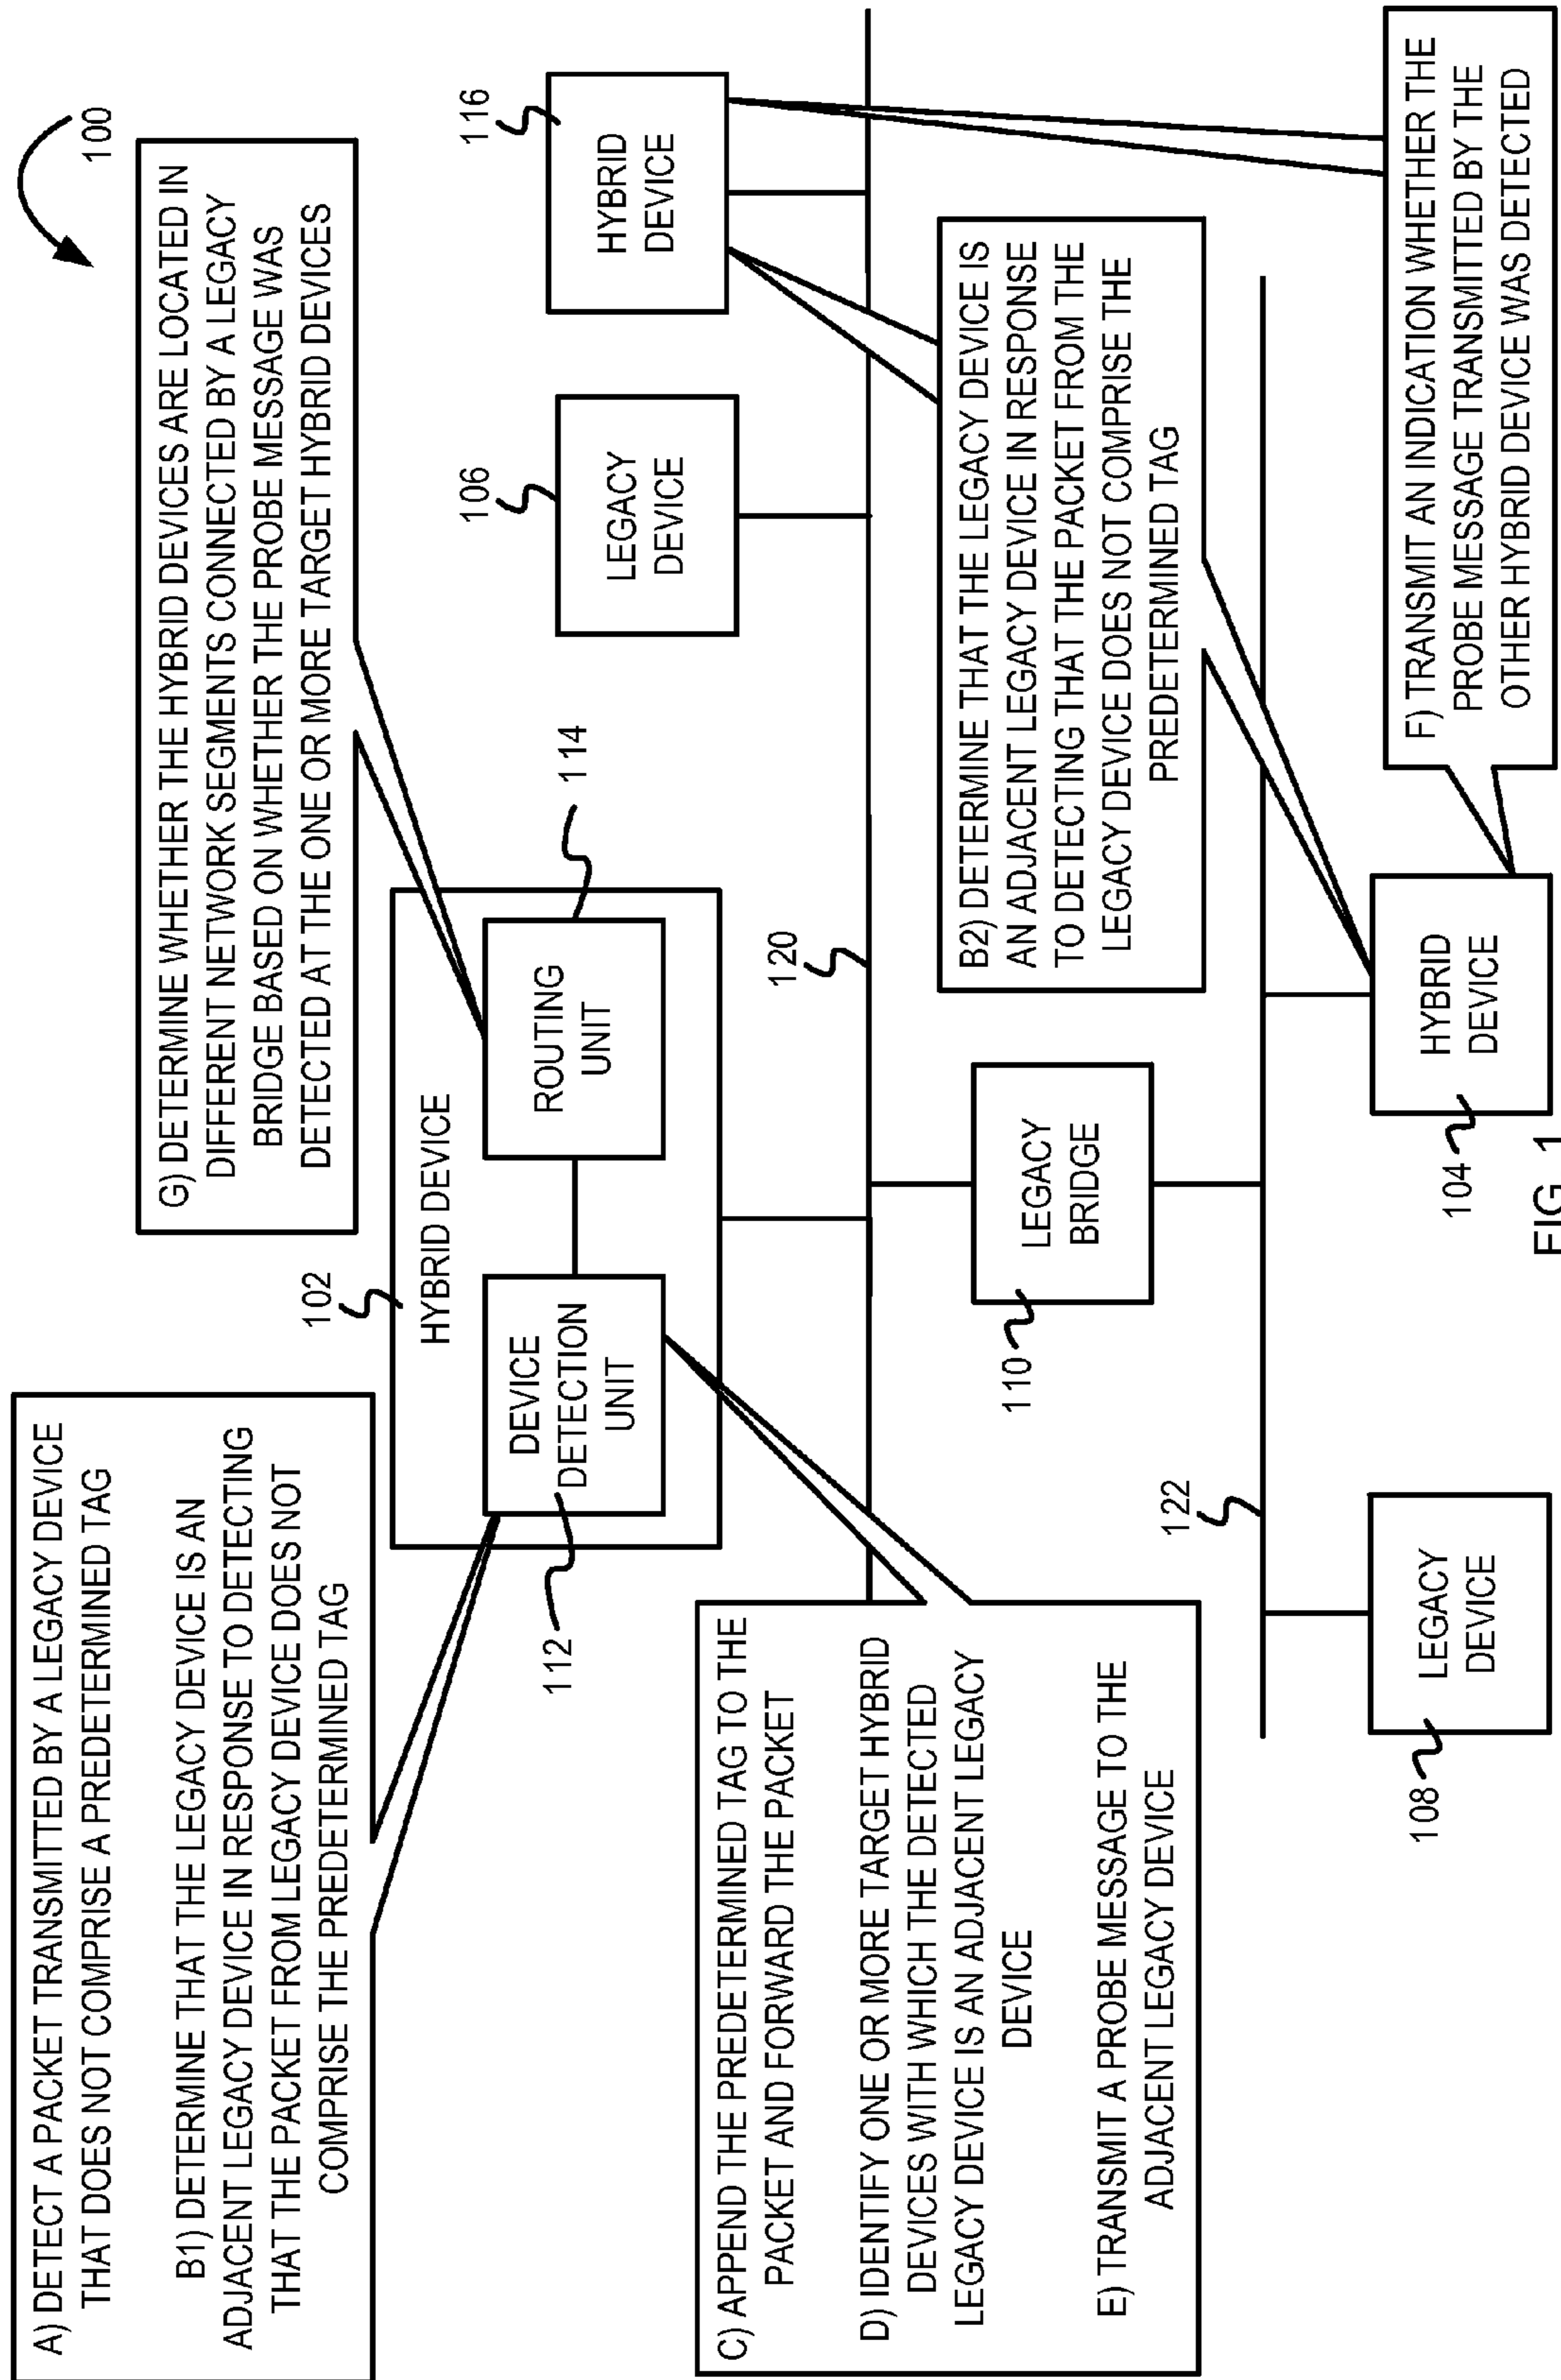 100
A) DETECT A PACKET TRANSMITTED BY A LEGACY DEVICE
THAT DOES NOT COMPRISE A PREDETERMINED TAG
B1) DETERMINE THAT THE LEGACY DEVICE IS AN
ADJACENT LEGACY DEVICE IN RESPONSE TO DETECTING
THAT THE PACKET FROM LEGACY DEVICE DOES NOT
COMPRISE THE PREDETERMINED TAG
G) DETERMINE WHETHER THE HYBRID DEVICES ARE LOCATED IN
DIFFERENT NETWORK SEGMENTS CONNECTED BY A LEGACY
BRIDGE BASED ON WHETHER THE PROBE MESSAGE WAS
DETECTED AT THE ONE OR MORE TARGET HYBRID DEVICES
102
HYBRID DEVICE
DEVICE
DETECTION
UNIT
112
ROUTING
UNIT
114
106
LEGACY
DEVICE
116
HYBRID
DEVICE
C) APPEND THE PREDETERMINED TAG TO THE
PACKET AND FORWARD THE PACKET
D) IDENTIFY ONE OR MORE TARGET HYBRID
DEVICES WITH WHICH THE DETECTED
LEGACY DEVICE IS AN ADJACENT LEGACY
DEVICE
E) TRANSMIT A PROBE MESSAGE TO THE
ADJACENT LEGACY DEVICE
120
110
LEGACY
BRIDGE
B2) DETERMINE THAT THE LEGACY DEVICE IS
AN ADJACENT LEGACY DEVICE IN RESPONSE
TO DETECTING THAT THE PACKET FROM THE
LEGACY DEVICE DOES NOT COMPRISE THE
PREDETERMINED TAG
122
108
LEGACY
DEVICE
104
HYBRID
DEVICE
F) TRANSMIT AN INDICATION WHETHER THE
PROBE MESSAGE TRANSMITTED BY THE
OTHER HYBRID DEVICE WAS DETECTED
FIG. 1